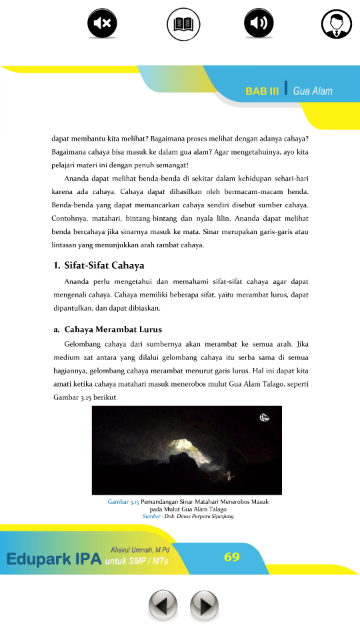 BAB III Gua Alam
dapat membantu kita melihat? Bagaimana proses melihat dengan adanya cahaya?
Bagaimana cahaya bisa masuk ke dalam gua alam? Agar mengetahuinya, ayo kita
pelajari materi ini dengan penuh semangat!
Ananda dapat melihat benda-benda di sekitar dalam kehidupan sehari-hari
karena ada cahaya. Cahaya dapat dihasilkan oleh bermacam-macam benda.
Benda-benda yang dapat memancarkan cahaya sendiri disebut sumber cahaya.
Contohnya, matahari, bintang-bintang dan nyala lilin. Ananda dapat melihat
benda bercahaya jika sinarnya masuk ke mata. Sinar merupakan garis-garis atau
lintasan yang menunjukkan arah rambat cahaya.
1. Sifat-Sifat Cahaya
Ananda perlu mengetahui dan memahami sifat-sifat cahaya agar dapat
mengenali cahaya. Cahaya memiliki beberapa sifat, yaitu merambat lurus, dapat
dipantulkan, dan dapat dibiaskan.
a. Cahaya Merambat Lurus
Gelombang cahaya dari sumbernya akan merambat ke semua arah. Jika
medium zat antara yang dilalui gelombang cahaya itu serba sama di semua
bagiannya, gelombang cahaya merambat menurut garis lurus. Hal ini dapat kita
amati ketika cahaya matahari masuk menerobos mulut Gua Alam Talago, seperti
Gambar 3.15 berikut.
Gambar 3.15 Pemandangan Sinar Matahari Menerobos Masuk
pada Mulut Gua Alam Talago
Sumber : Dok. Dinas Parpora Sijunjung
Khairul Ummah, M.Pd
Edupark IPA untuk SMP / MTs
69